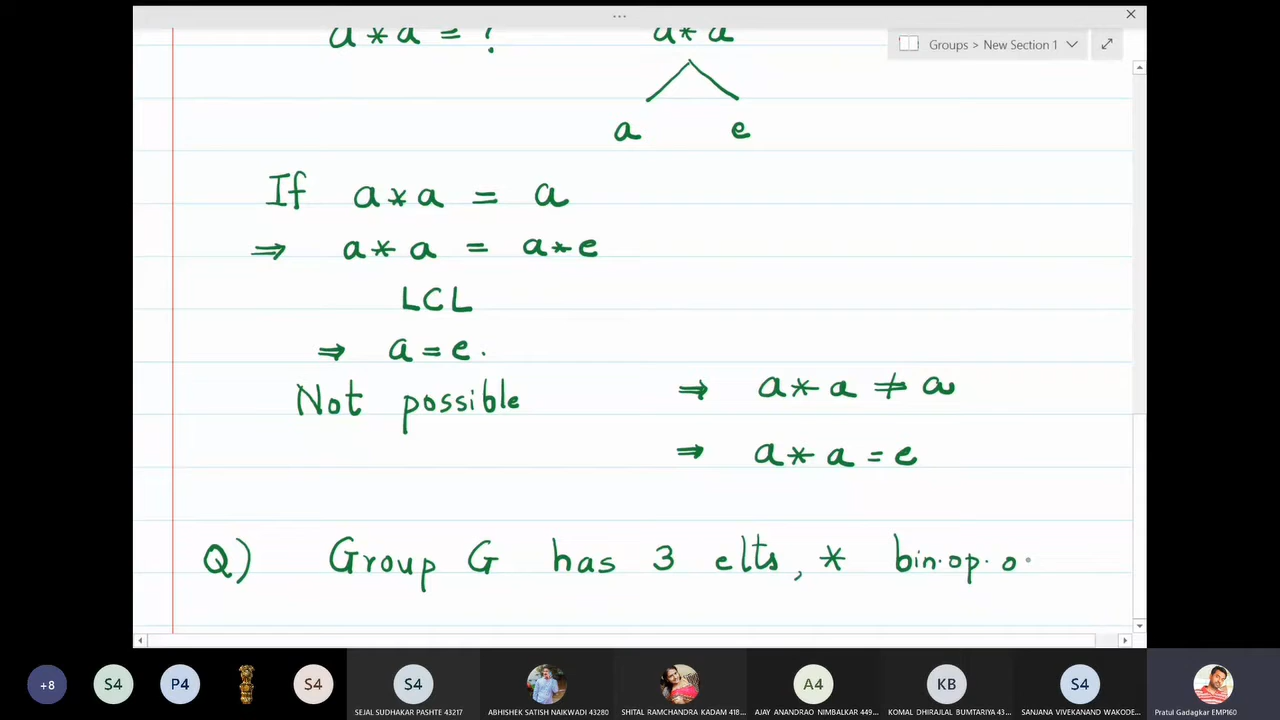 a * a = ?
a * a
Groups > New Section 1
a e
If a * a = a
⇒ a * a = a * e
LCL
⇒ a = e.
Not possible
⇒ a * a ≠ a
⇒ a * a = e
Q) Group G has 3 elts, * bin.op. o
+8 S4 P4 S4 S4 A4 KB S4
SEJAL SUDHAKAR PASHTE 43217 ABHISHEK SATISH NAIKWADI 43280 SHITAL RAMCHANDRA KADAM 418... AJAY ANANDRAO NIMBALKAR 449... KOMAL DHIRAJLAL BUMTARIYA 43... SANJANA VIVEKANAND WAKODE... Pratul Gadagkar EMP160